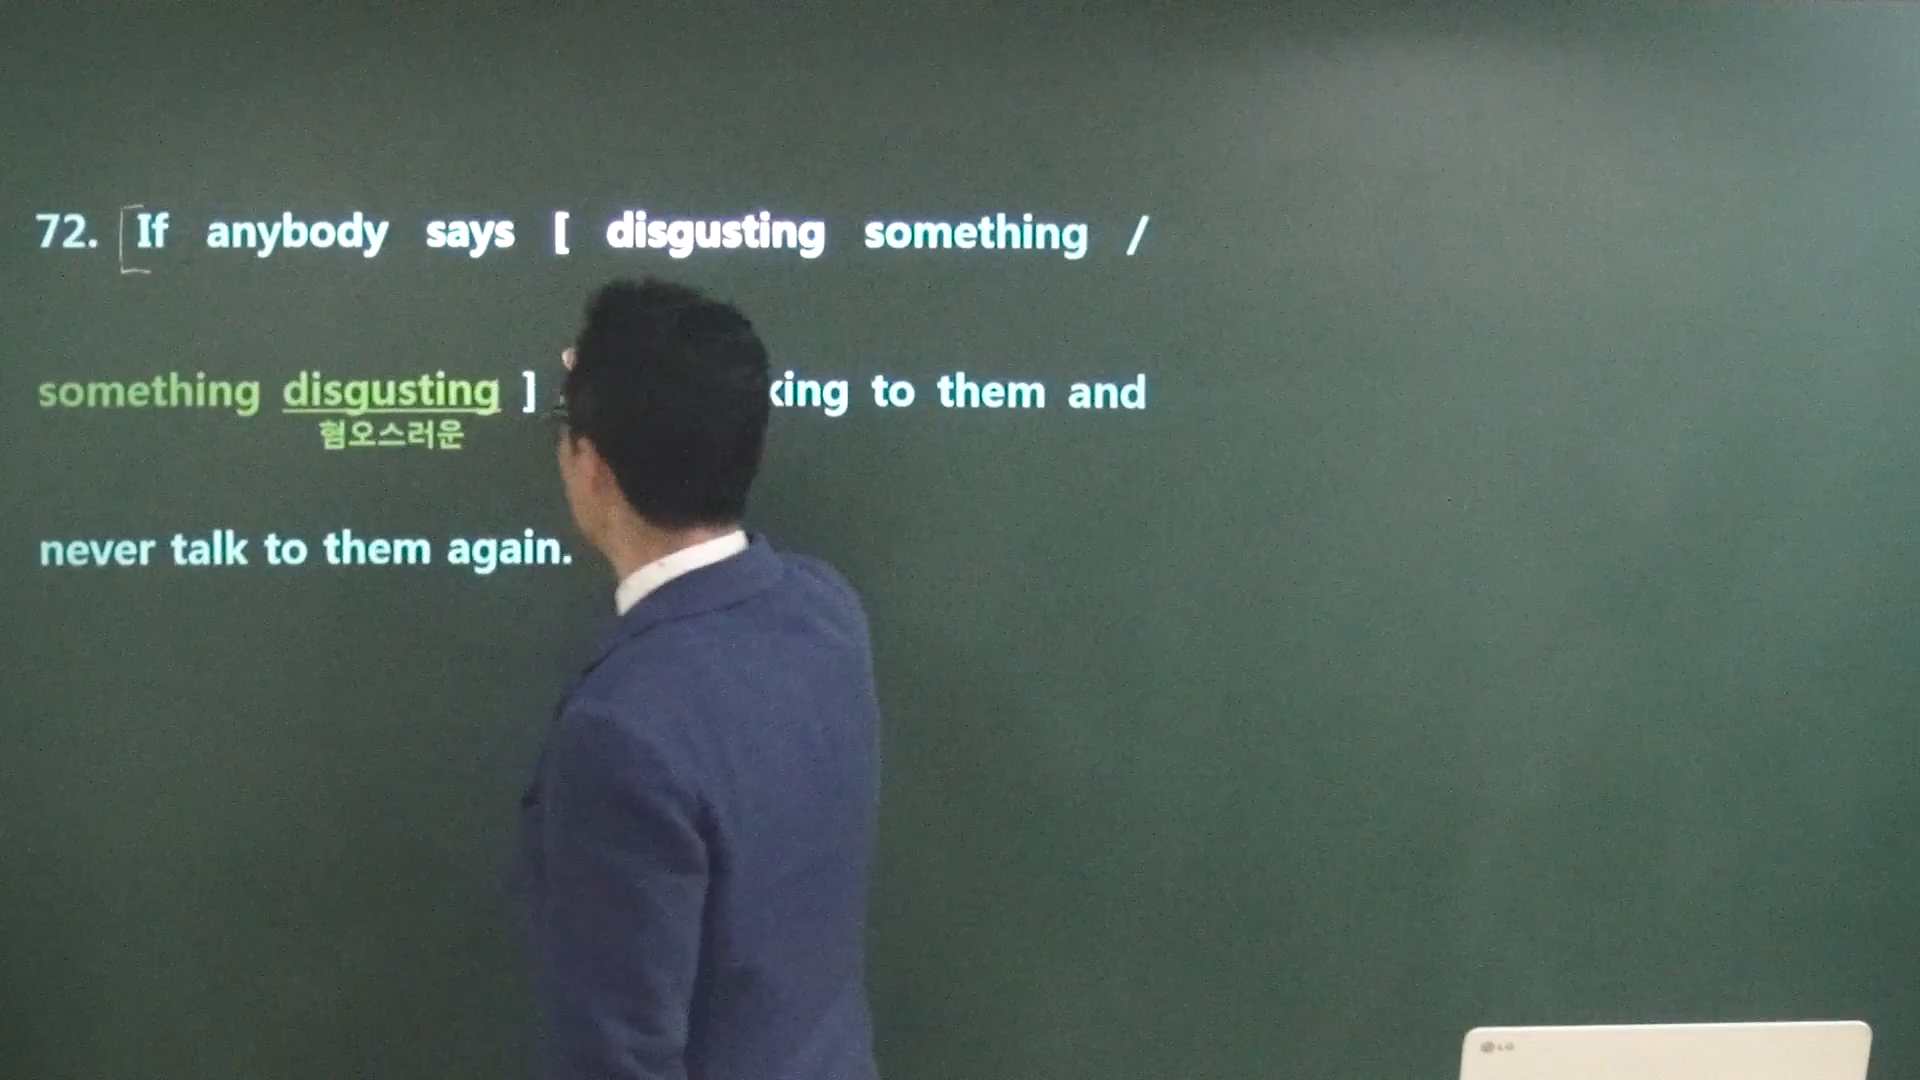 72. If anybody says [ disgusting something /
something disgusting ] king to them and
혐오스러운
never talk to them again.
LG